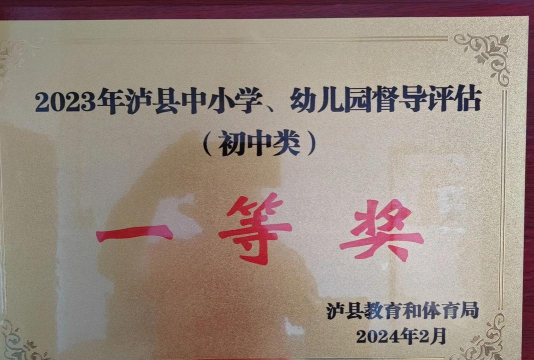 2023年泸县中小学、幼儿园督导评估
（初中类）
一等奖
泸县教育和体育局
2024年2月